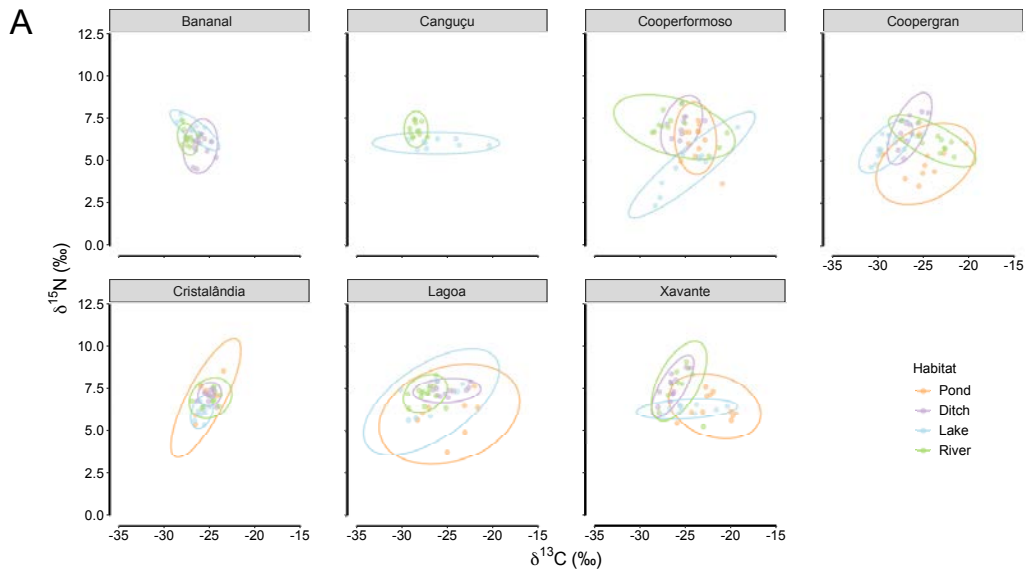 A
Bananal
Canguçu
Cooperformoso
Coopergran
12.5
10.0
7.5
5.0
2.5
0.0
-35 -30 -25 -20 -15
Cristalândia
Lagoa
Xavante
12.5
10.0
7.5
5.0
2.5
0.0
-35 -30 -25 -20 -15
-35 -30 -25 -20 -15
-35 -30 -25 -20 -15
δ¹⁵N (‰)
δ¹³C (‰)
Habitat
Pond
Ditch
Lake
River